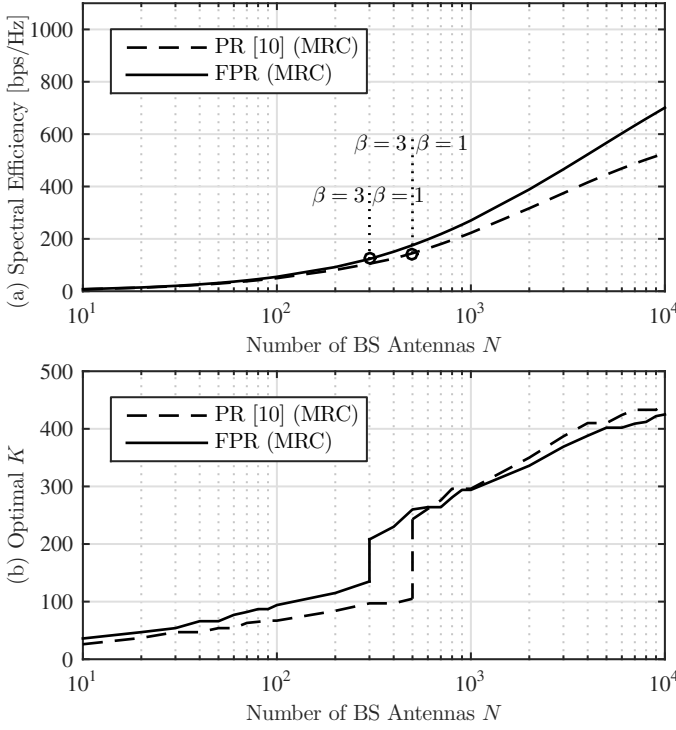 1000
800
600
400
200
0
(a) Spectral Efficiency [bps/Hz]
PR [10] (MRC)
FPR (MRC)
β = 3 β = 1
β = 3 β = 1
10^1 10^2 10^3 10^4
Number of BS Antennas N
500
400
300
200
100
0
(b) Optimal K
PR [10] (MRC)
FPR (MRC)
10^1 10^2 10^3 10^4
Number of BS Antennas N